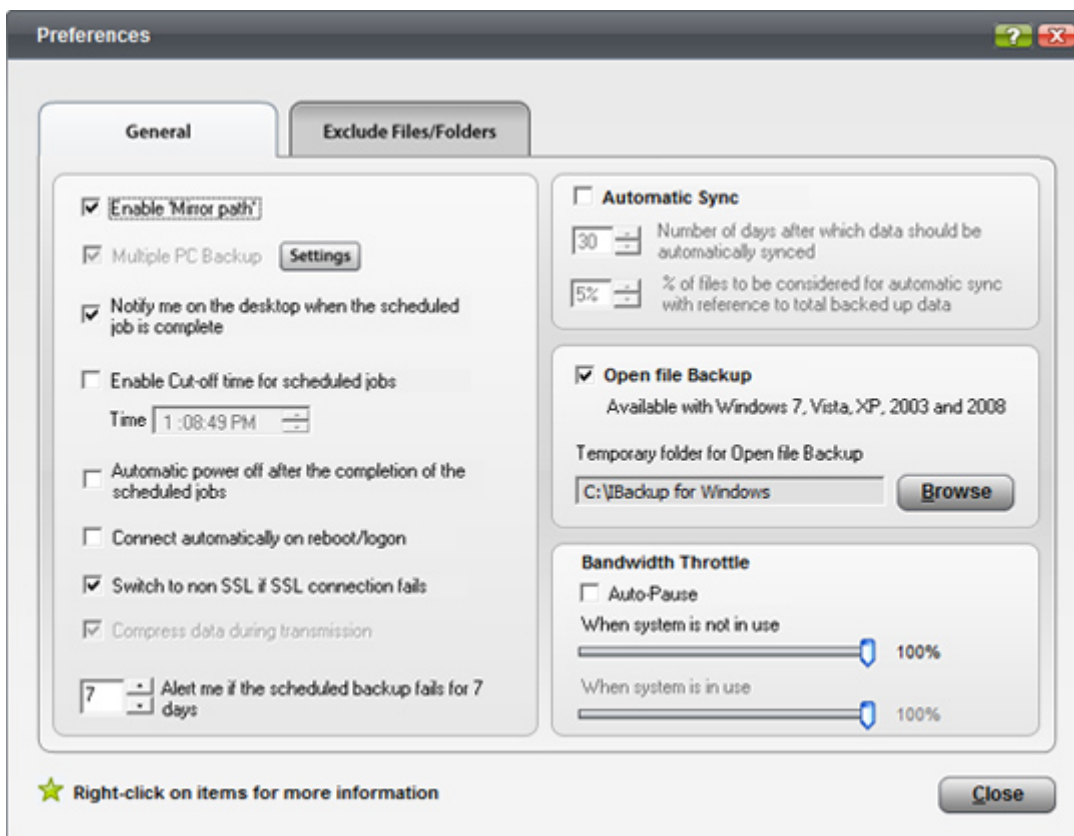 Preferences
?
X
General
Exclude Files/Folders
Enable 'Mirror path'
Multiple PC Backup
Settings
Notify me on the desktop when the scheduled
job is complete
Enable Cut-off time for scheduled jobs
Time
1 :08:49 PM
Automatic power off after the completion of the
scheduled jobs
Connect automatically on reboot/logon
Switch to non SSL if SSL connection fails
Compress data during transmission
7
Alert me if the scheduled backup fails for 7
days
Automatic Sync
30
Number of days after which data should be
automatically synced
5%
% of files to be considered for automatic sync
with reference to total backed up data
Open file Backup
Available with Windows 7, Vista, XP, 2003 and 2008
Temporary folder for Open file Backup
C:\IBackup for Windows
Browse
Bandwidth Throttle
Auto-Pause
When system is not in use
100%
When system is in use
100%
Right-click on items for more information
Close